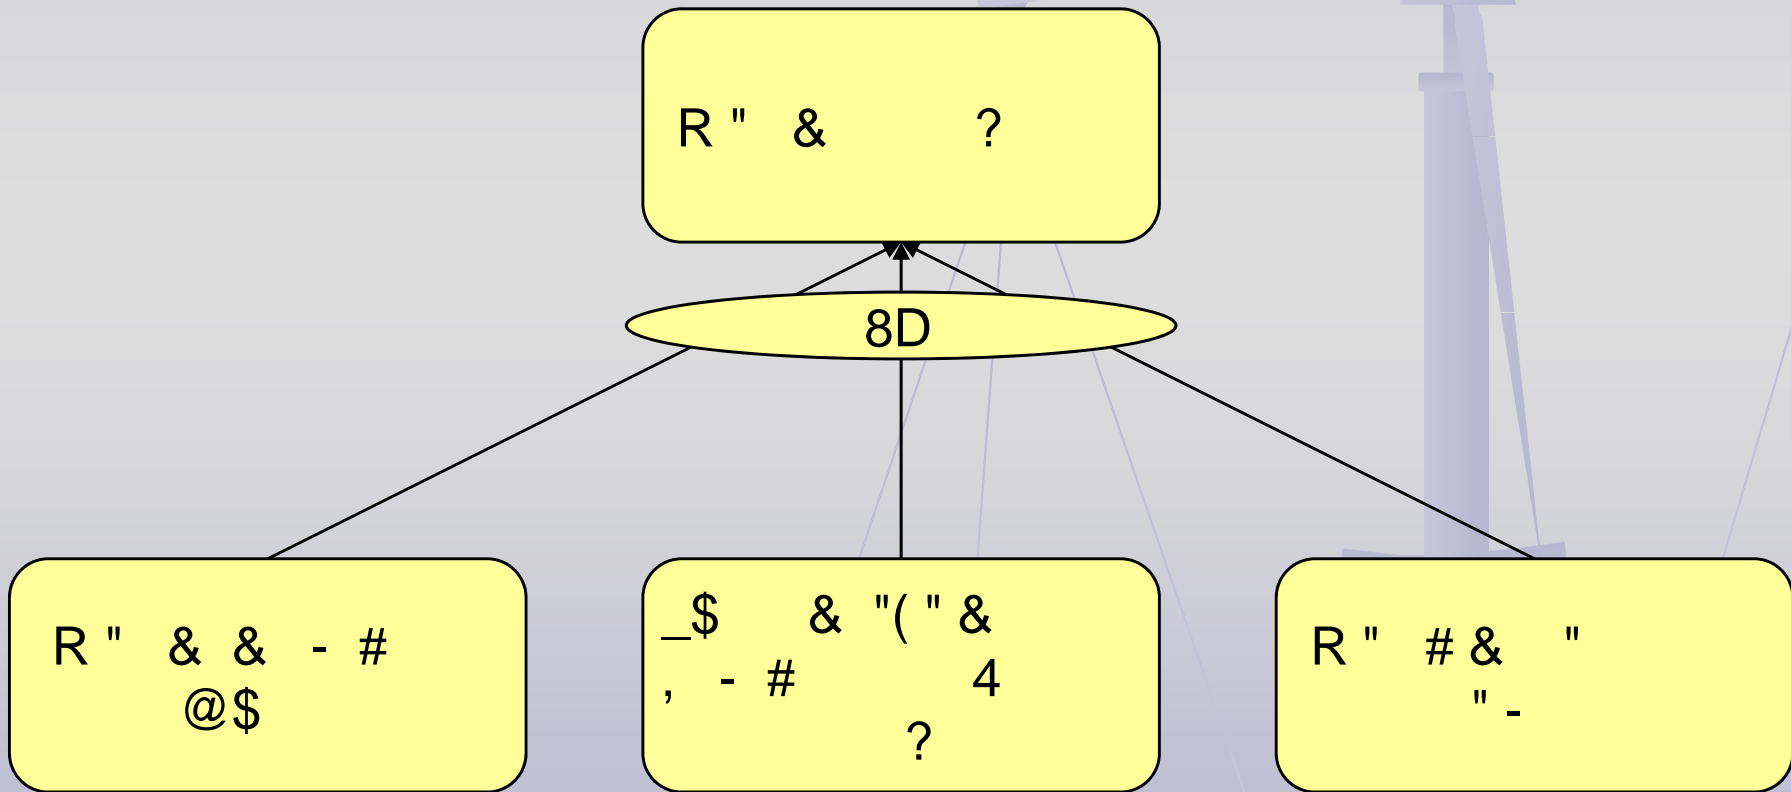 R " & ?
8D
R " & & - #
@$
_$ & "( " &
, - # 4
?
R " # & "
" -